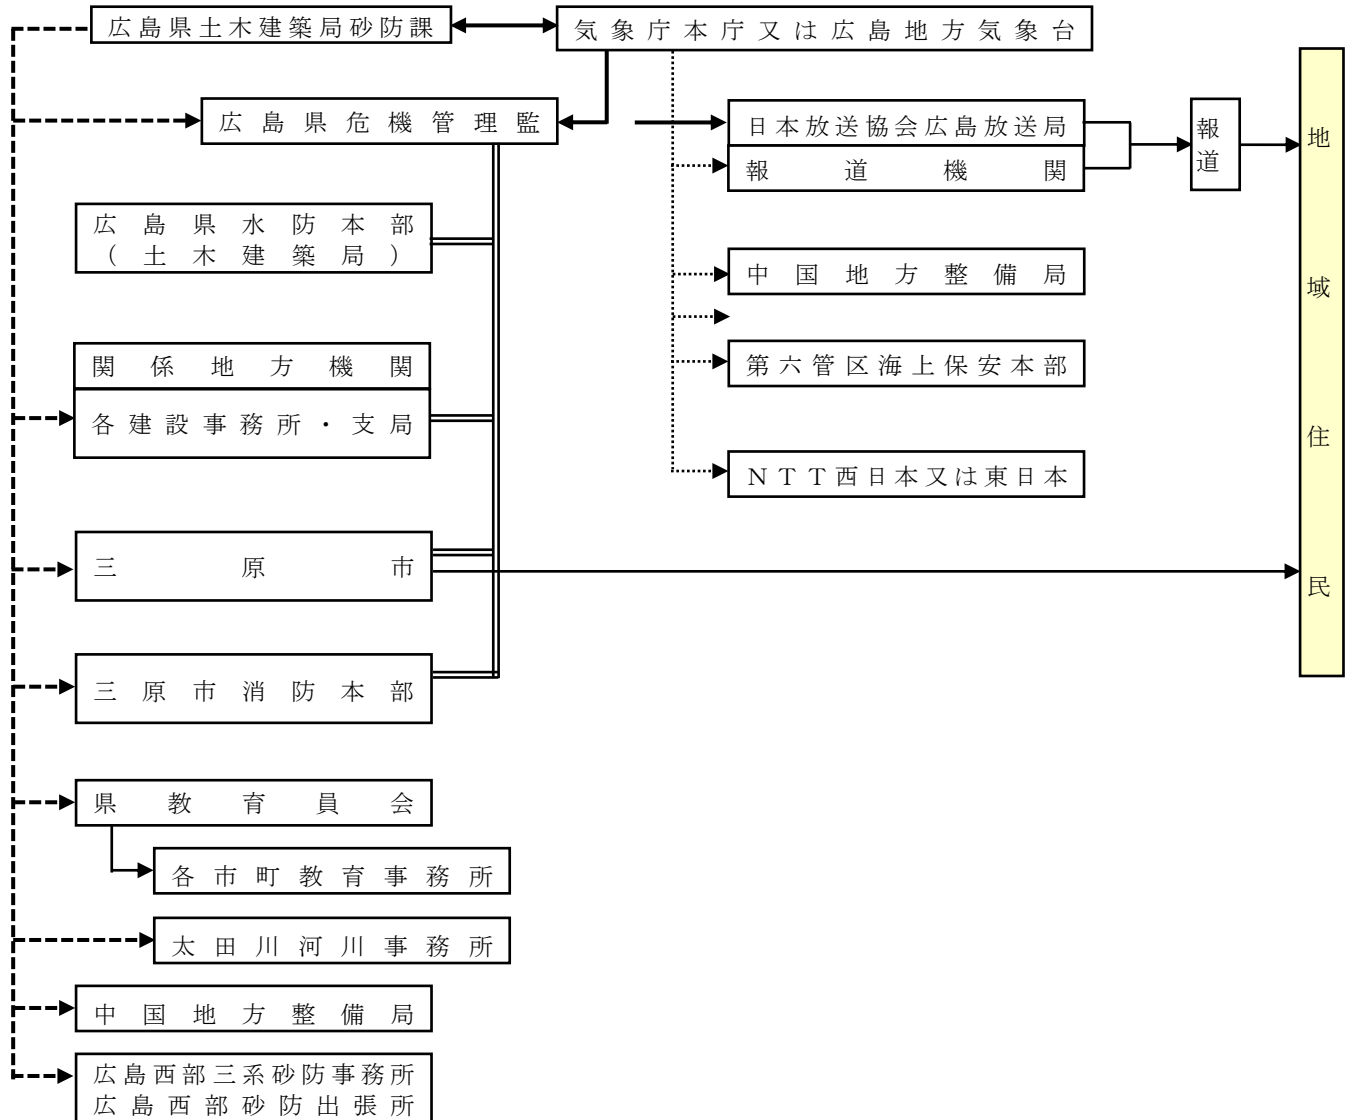 広島県土木建築局砂防課
気象庁本庁又は広島地方気象台
広島県危機管理監
日本放送協会広島放送局
報道機関
報道
地域住民
広島県水防本部
(土木建築局)
中国地方整備局
第六管区海上保安本部
関係地方機関
各建設事務所・支局
NTT西日本又は東日本
三原市
三原市消防本部
県教育員会
各市町教育事務所
太田川河川事務所
中国地方整備局
広島西部三系砂防事務所
広島西部砂防出張所